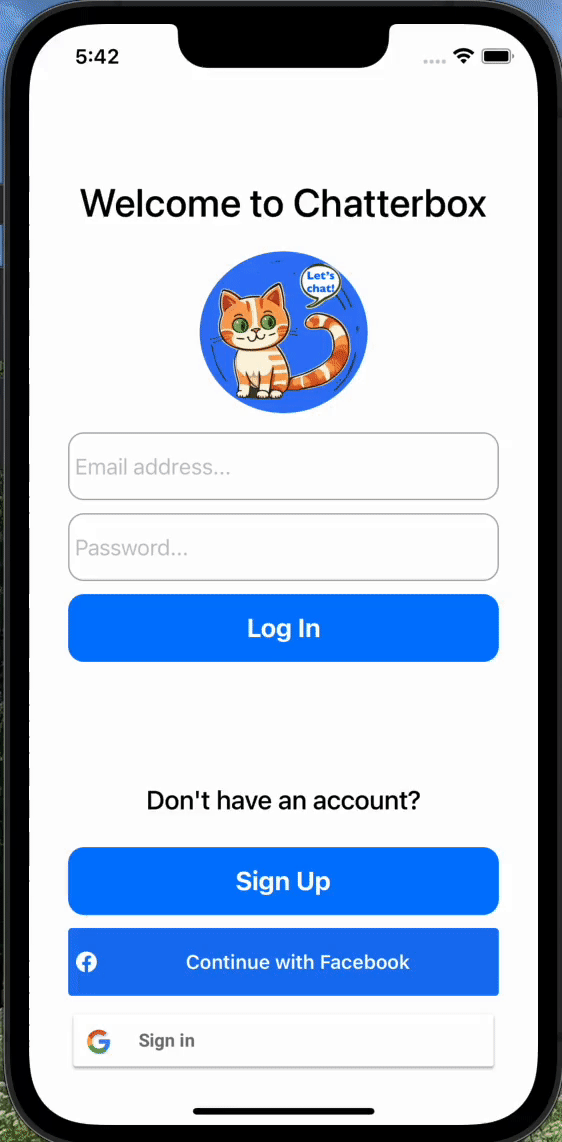 5:42
Welcome to Chatterbox
Let's
chat!
Email address...
Password...
Log In
Don't have an account?
Sign Up
Continue with Facebook
Sign in